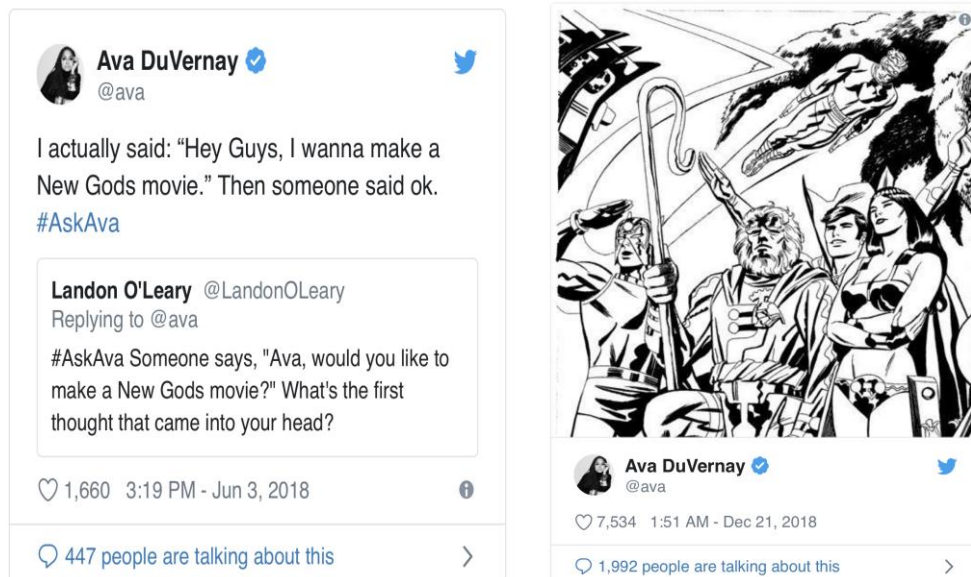 Ava DuVernay
@ava
I actually said: “Hey Guys, I wanna make a
New Gods movie.” Then someone said ok.
#AskAva
Landon O'Leary @LandonOLeary
Replying to @ava
#AskAva Someone says, "Ava, would you like to
make a New Gods movie?" What's the first
thought that came into your head?
1,660 3:19 PM - Jun 3, 2018
447 people are talking about this
Ava DuVernay
@ava
7,534 1:51 AM - Dec 21, 2018
1,992 people are talking about this